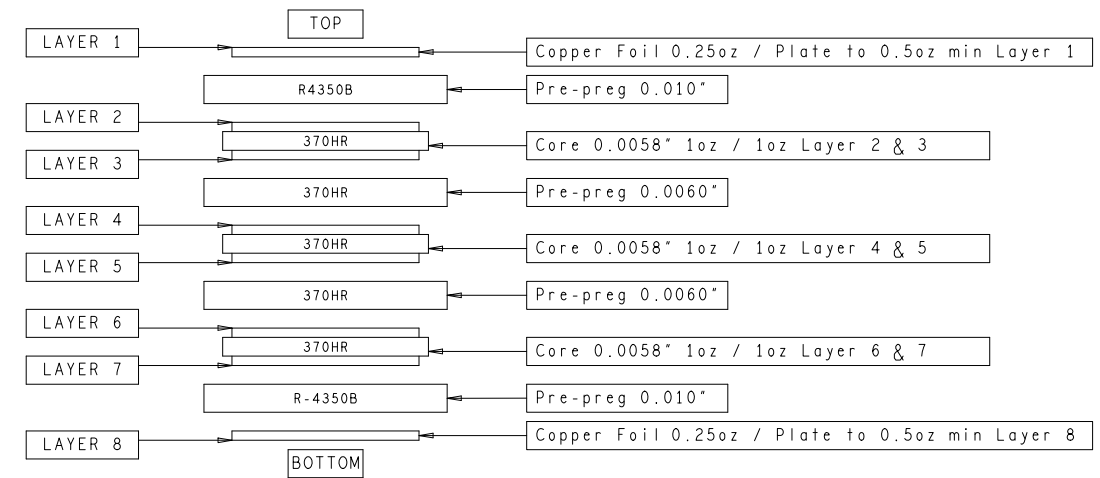 TOP
LAYER 1
Copper Foil 0.25oz / Plate to 0.5oz min Layer 1
R4350B
Pre-preg 0.010"
LAYER 2
370HR
Core 0.0058" 1oz / 1oz Layer 2 & 3
LAYER 3
370HR
Pre-preg 0.0060"
LAYER 4
370HR
Core 0.0058" 1oz / 1oz Layer 4 & 5
LAYER 5
370HR
Pre-preg 0.0060"
LAYER 6
370HR
Core 0.0058" 1oz / 1oz Layer 6 & 7
LAYER 7
R-4350B
Pre-preg 0.010"
LAYER 8
Copper Foil 0.25oz / Plate to 0.5oz min Layer 8
BOTTOM